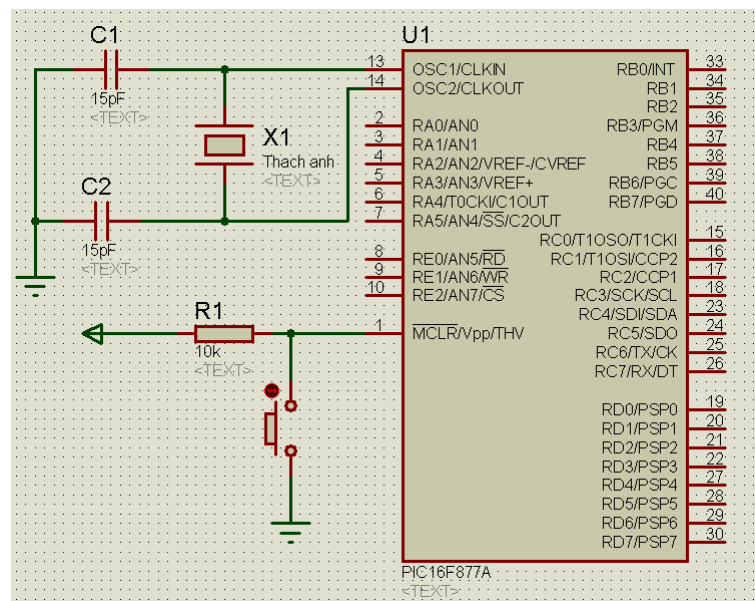 C1
15pF
<TEXT>
X1
Thach anh
<TEXT>
C2
15pF
<TEXT>
R1
10k
<TEXT>
U1
13 OSC1/CLKIN RB0/INT 33
14 OSC2/CLKOUT RB1 34
RB2 35
2 RA0/AN0 RB3/PGM 36
3 RA1/AN1 RB4 37
4 RA2/AN2/VREF-/CVREF RB5 38
5 RA3/AN3/VREF+ RB6/PGC 39
6 RA4/T0CKI/C1OUT RB7/PGD 40
7 RA5/AN4/SS/C2OUT
RC0/T1OSO/T1CKI 15
8 RE0/AN5/RD RC1/T1OSI/CCP2 16
9 RE1/AN6/WR RC2/CCP1 17
10 RE2/AN7/CS RC3/SCK/SCL 18
RC4/SDI/SDA 23
1 MCLR/Vpp/THV RC5/SDO 24
RC6/TX/CK 25
RC7/RX/DT 26
RD0/PSP0 19
RD1/PSP1 20
RD2/PSP2 21
RD3/PSP3 22
RD4/PSP4 27
RD5/PSP5 28
RD6/PSP6 29
RD7/PSP7 30
PIC16F877A
<TEXT>